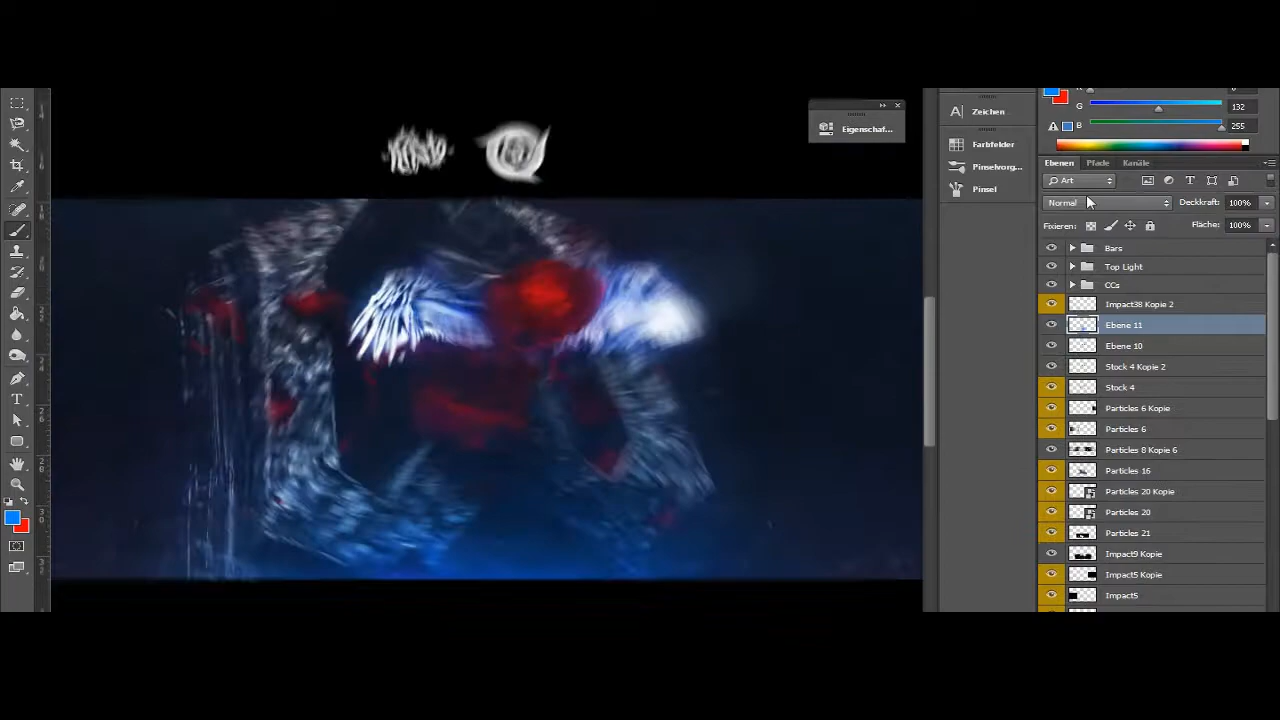 G 132
Zeichen
B 255
Eigenschaf...
Farbfelder
Pinselvorg...
Pinsel
Ebenen Pfade Kanäle
Art
Normal Deckkraft: 100%
Fixieren: Fläche: 100%
Bars
Top Light
CCs
Impact38 Kopie 2
Ebene 11
Ebene 10
Stock 4 Kopie 2
Stock 4
Particles 6 Kopie
Particles 6
Particles 8 Kopie 6
Particles 16
Particles 20 Kopie
Particles 20
Particles 21
Impact9 Kopie
Impact5 Kopie
Impact5